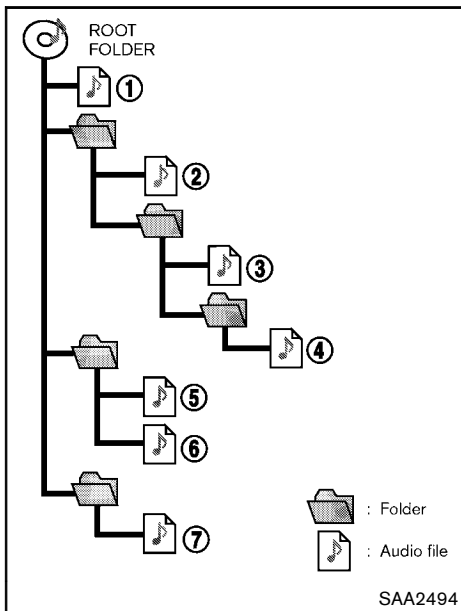 ROOT
FOLDER
①
②
③
④
⑤
⑥
⑦
: Folder
: Audio file
SAA2494